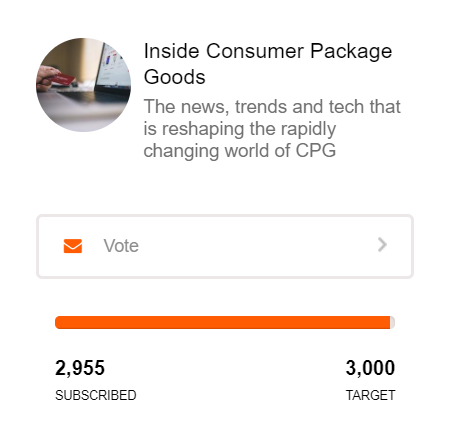 Inside Consumer Package
Goods
The news, trends and tech that
is reshaping the rapidly
changing world of CPG
Vote
2,955 3,000
SUBSCRIBED TARGET